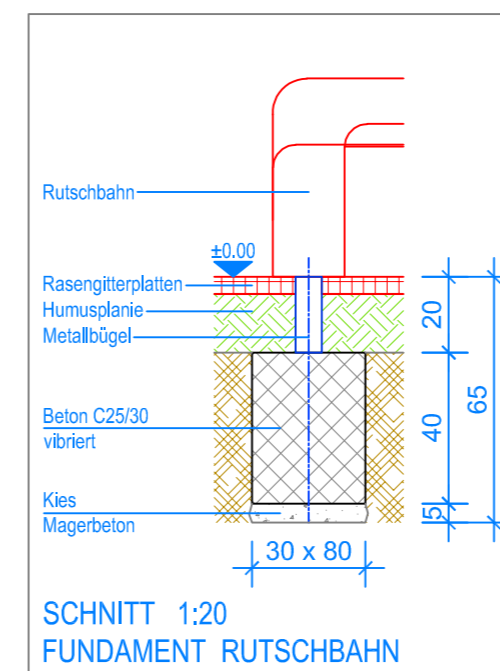 Rutschbahn
±0.00
Rasengitterplatten
Humusplanie
Metallbügel
20
65
Beton C25/30
vibriert
40
Kies
Magerbeton
5
30 x 80
SCHNITT 1:20
FUNDAMENT RUTSCHBAHN